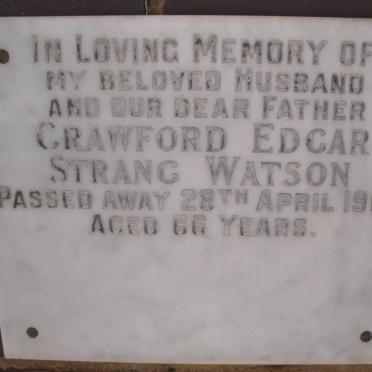 In Loving Memory of
my beloved Husband
and our dear Father
Crawford Edgar
Strang Watson
Passed away 28th April
Aged 66 Years.